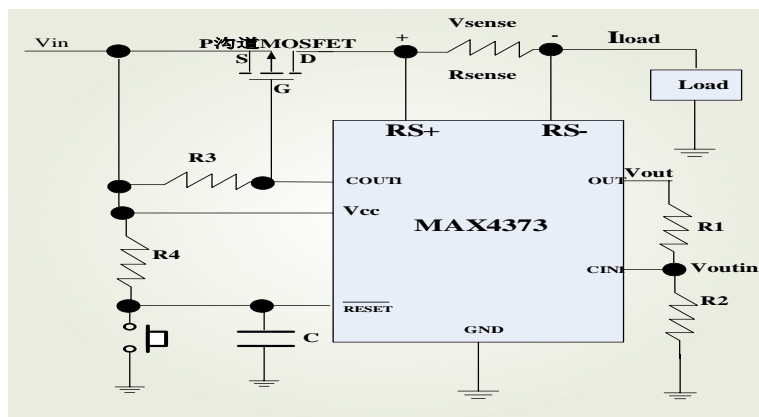 Vsense
Vin
P沟道MOSFET
+
-
Iload
S
D
Rsense
Load
G
RS+
RS-
R3
COUT1
OUT
Vout
Vcc
MAX4373
R1
R4
CIN1
Voutin
RESET
R2
GND
C